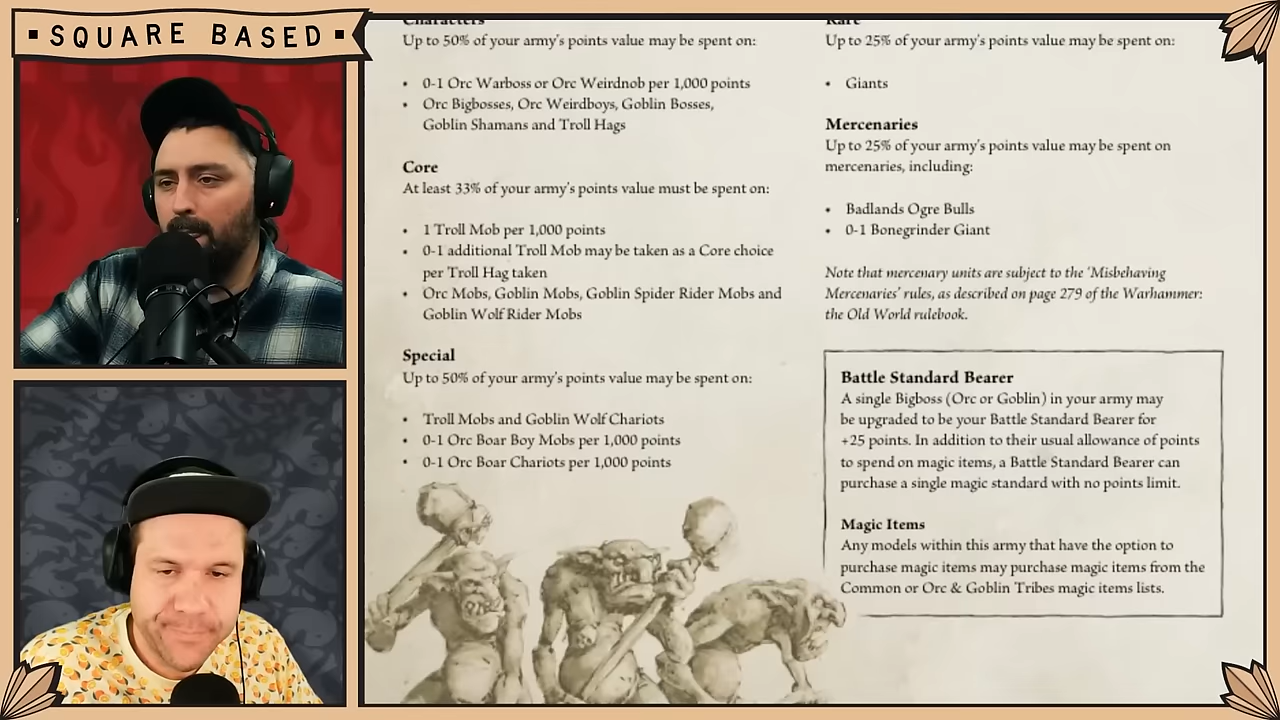 SQUARE BASED
Characters
Up to 50% of your army's points value may be spent on:
• 0-1 Orc Warboss or Orc Weirdnob per 1,000 points
• Orc Bigbosses, Orc Weirdboys, Goblin Bosses,
Goblin Shamans and Troll Hags
Core
At least 33% of your army's points value must be spent on:
• 1 Troll Mob per 1,000 points
• 0-1 additional Troll Mob may be taken as a Core choice
per Troll Hag taken
• Orc Mobs, Goblin Mobs, Goblin Spider Rider Mobs and
Goblin Wolf Rider Mobs
Special
Up to 50% of your army's points value may be spent on:
• Troll Mobs and Goblin Wolf Chariots
• 0-1 Orc Boar Boy Mobs per 1,000 points
• 0-1 Orc Boar Chariots per 1,000 points
Rare
Up to 25% of your army's points value may be spent on:
• Giants
Mercenaries
Up to 25% of your army's points value may be spent on
mercenaries, including:
• Badlands Ogre Bulls
• 0-1 Bonegrinder Giant
Note that mercenary units are subject to the 'Misbehaving
Mercenaries' rules, as described on page 279 of the Warhammer:
the Old World rulebook.
Battle Standard Bearer
A single Bigboss (Orc or Goblin) in your army may
be upgraded to be your Battle Standard Bearer for
+25 points. In addition to their usual allowance of points
to spend on magic items, a Battle Standard Bearer can
purchase a single magic standard with no points limit.
Magic Items
Any models within this army that have the option to
purchase magic items may purchase magic items from the
Common or Orc & Goblin Tribes magic items lists.